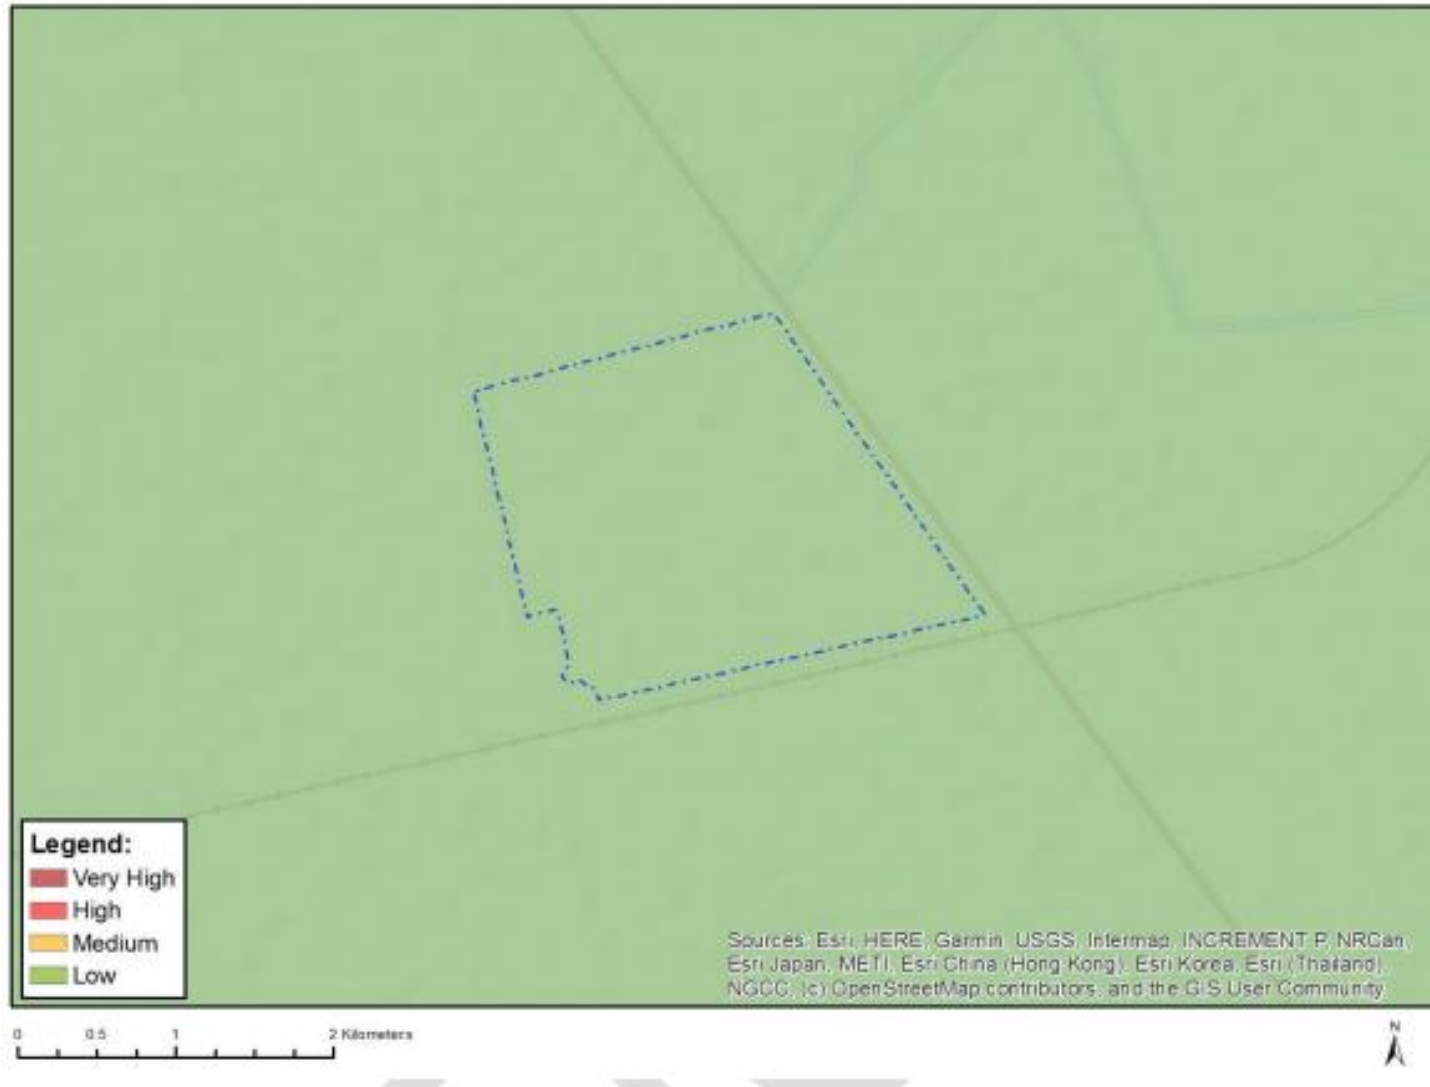 Legend:
Very High
High
Medium
Low
Sources: Esri, HERE, Garmin, USGS, Intermap, INCREMENT P, NRCan,
Esri Japan, METI, Esri China (Hong Kong), Esri Korea, Esri (Thailand),
NGCC, (c) OpenStreetMap contributors, and the GIS User Community
0 0.5 1 2 Kilometers
N